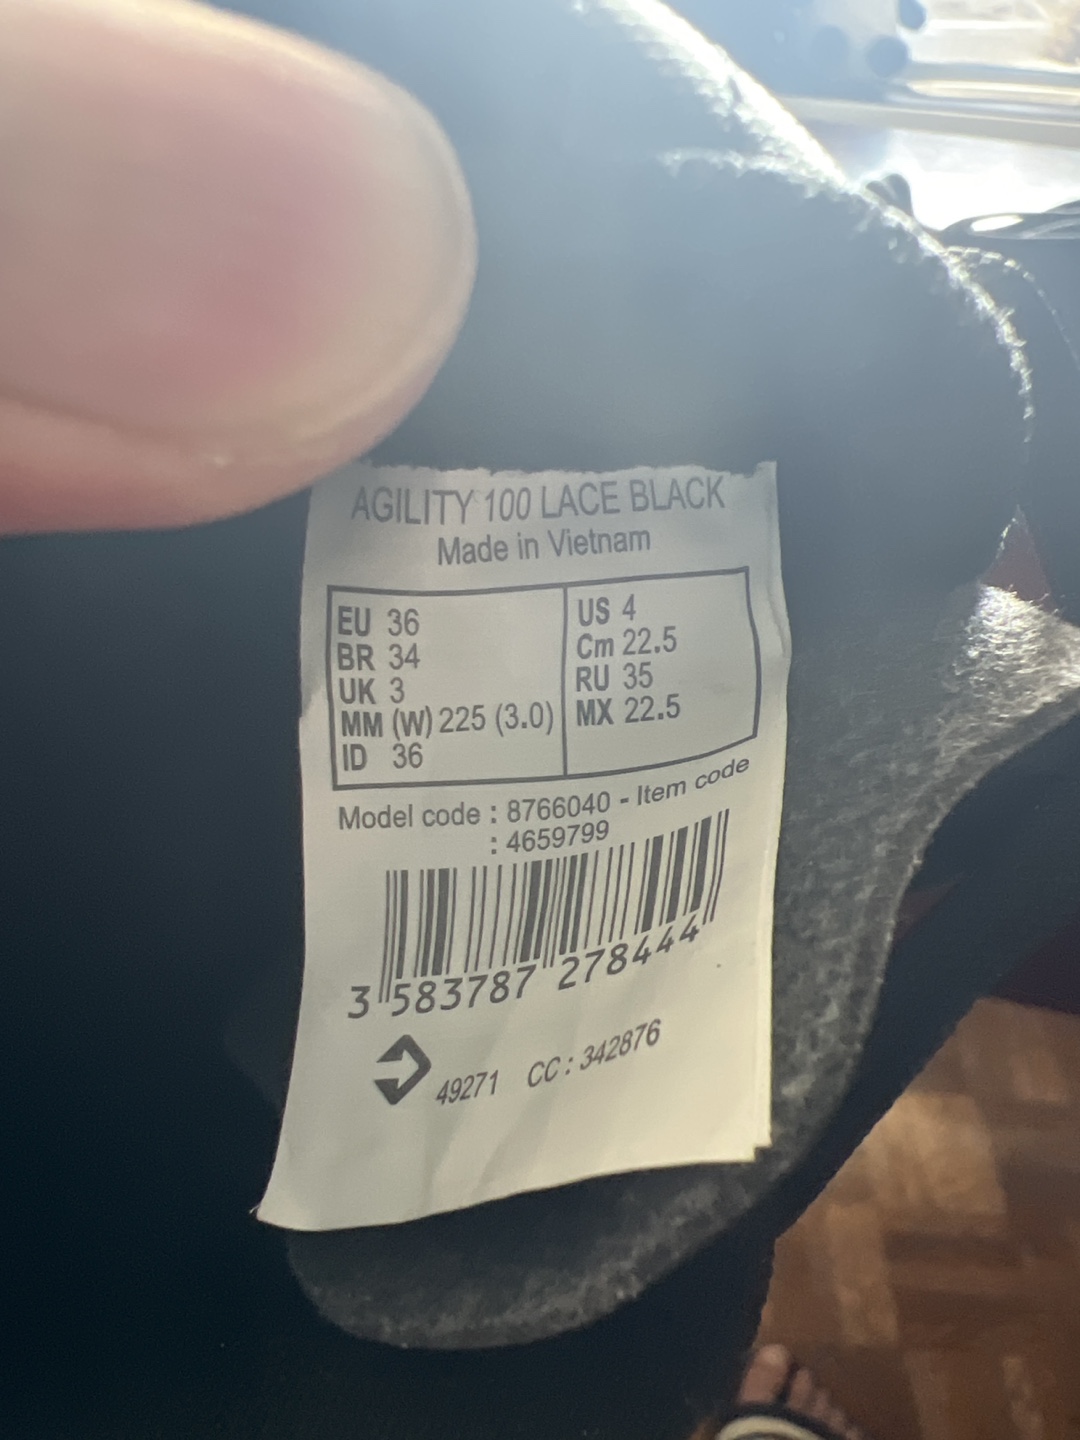 AGILITY 100 LACE BLACK
Made in Vietnam
EU 36
BR 34
UK 3
MM (W) 225 (3.0)
ID 36
US 4
Cm 22.5
RU 35
MX 22.5
Model code : 8766040 - Item code
: 4659799
3 583787 278444
49271 CC : 342876